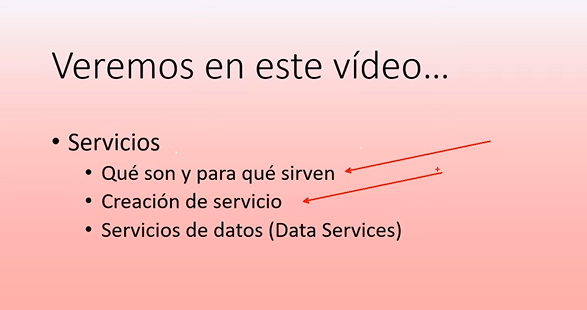 Veremos en este vídeo...
• Servicios
• Qué son y para qué sirven
• Creación de servicio
• Servicios de datos (Data Services)